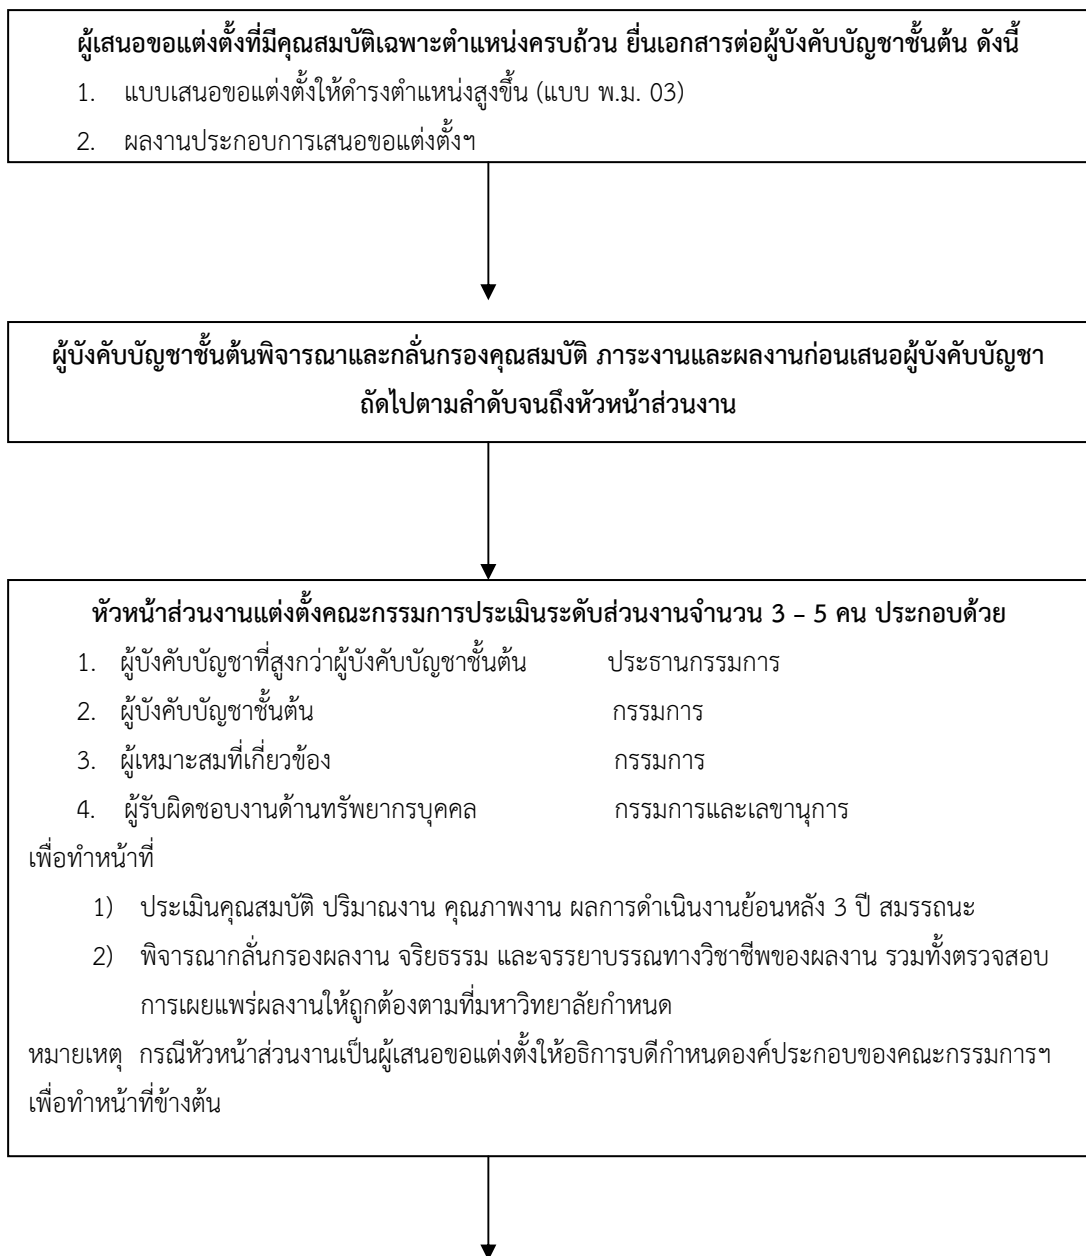 ผู้เสนอขอแต่งตั้งที่มีคุณสมบัติเฉพาะตำแหน่งครบถ้วน ยื่นเอกสารต่อผู้บังคับบัญชาชั้นต้น ดังนี้
1. แบบเสนอขอแต่งตั้งให้ดำรงตำแหน่งสูงขึ้น (แบบ พ.ม. 03)
2. ผลงานประกอบการเสนอขอแต่งตั้งฯ
ผู้บังคับบัญชาชั้นต้นพิจารณาและกลั่นกรองคุณสมบัติ ภาระงานและผลงานก่อนเสนอผู้บังคับบัญชา
ถัดไปตามลำดับจนถึงหัวหน้าส่วนงาน
หัวหน้าส่วนงานแต่งตั้งคณะกรรมการประเมินระดับส่วนงานจำนวน 3 – 5 คน ประกอบด้วย
1. ผู้บังคับบัญชาที่สูงกว่าผู้บังคับบัญชาชั้นต้น ประธานกรรมการ
2. ผู้บังคับบัญชาชั้นต้น กรรมการ
3. ผู้เหมาะสมที่เกี่ยวข้อง กรรมการ
4. ผู้รับผิดชอบงานด้านทรัพยากรบุคคล กรรมการและเลขานุการ
เพื่อทำหน้าที่
1) ประเมินคุณสมบัติ ปริมาณงาน คุณภาพงาน ผลการดำเนินงานย้อนหลัง 3 ปี สมรรถนะ
2) พิจารณากลั่นกรองผลงาน จริยธรรม และจรรยาบรรณทางวิชาชีพของผลงาน รวมทั้งตรวจสอบ
การเผยแพร่ผลงานให้ถูกต้องตามที่มหาวิทยาลัยกำหนด
หมายเหตุ กรณีหัวหน้าส่วนงานเป็นผู้เสนอขอแต่งตั้งให้อธิการบดีกำหนดองค์ประกอบของคณะกรรมการฯ
เพื่อทำหน้าที่ข้างต้น